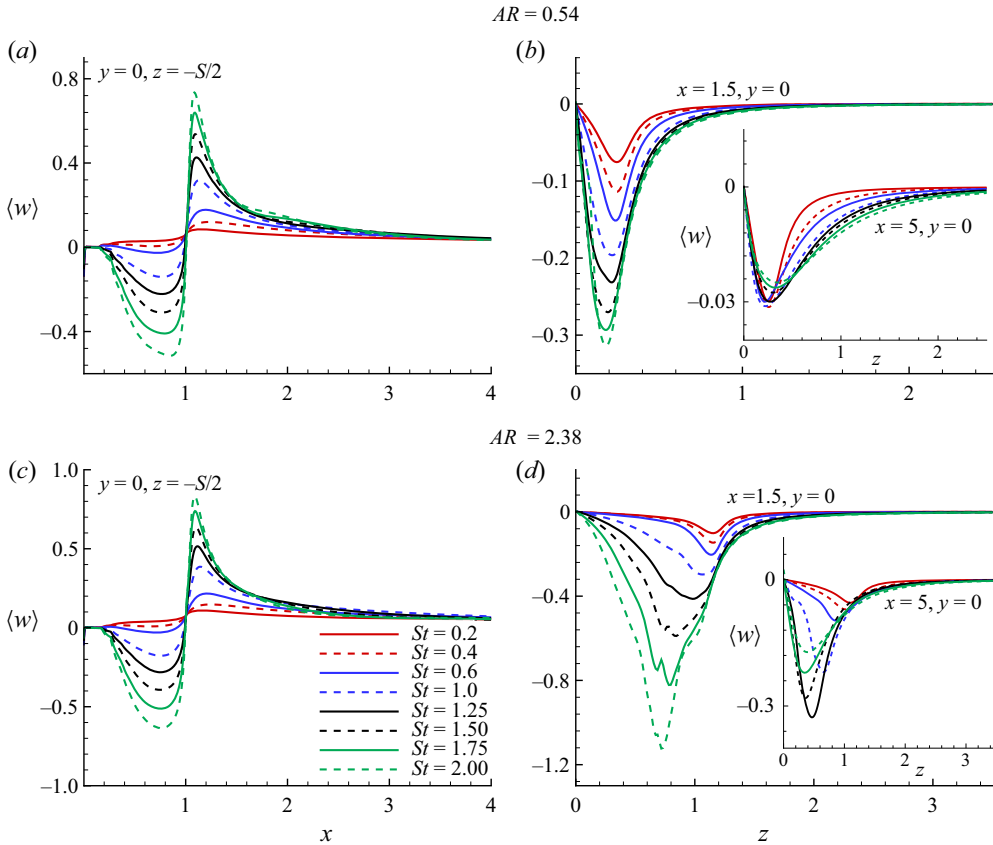 AR = 0.54
(a)
(b)
y = 0, z = –S/2
0.8
0.4
0
–0.4
⟨w⟩
1
2
3
4
x = 1.5, y = 0
0
–0.1
–0.2
–0.3
0
1
2
x = 5, y = 0
⟨w⟩
0
–0.03
0
1
2
z
AR = 2.38
(c)
(d)
y = 0, z = –S/2
1.0
0.5
0
–0.5
–1.0
⟨w⟩
0
1
2
3
4
x
St = 0.2
St = 0.4
St = 0.6
St = 1.0
St = 1.25
St = 1.50
St = 1.75
St = 2.00
x =1.5, y = 0
0
–0.4
–0.8
–1.2
0
1
2
3
z
x = 5, y = 0
⟨w⟩
0
–0.3
0
1
2
3
z